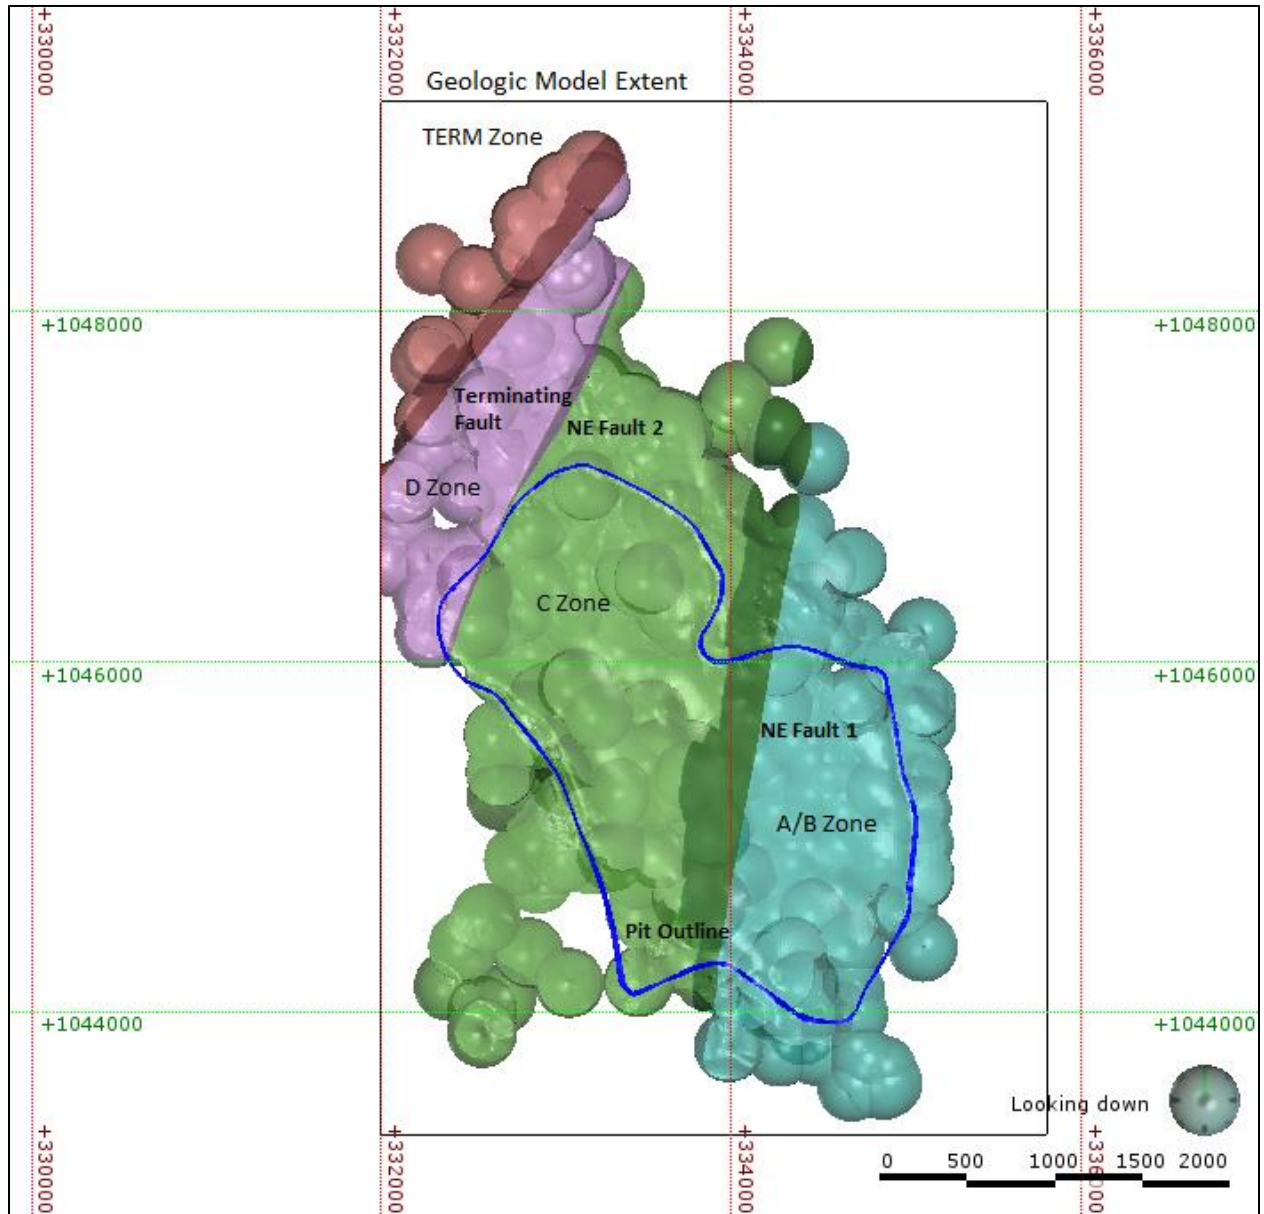 +330000
+332000
+334000
+336000
Geologic Model Extent
TERM Zone
+1048000
+1048000
Terminating
Fault
NE Fault 2
D Zone
C Zone
+1046000
+1046000
NE Fault 1
A/B Zone
Pit Outline
+1044000
+1044000
Looking down
+330000
+332000
+334000
+336000
0 500 1000 1500 2000